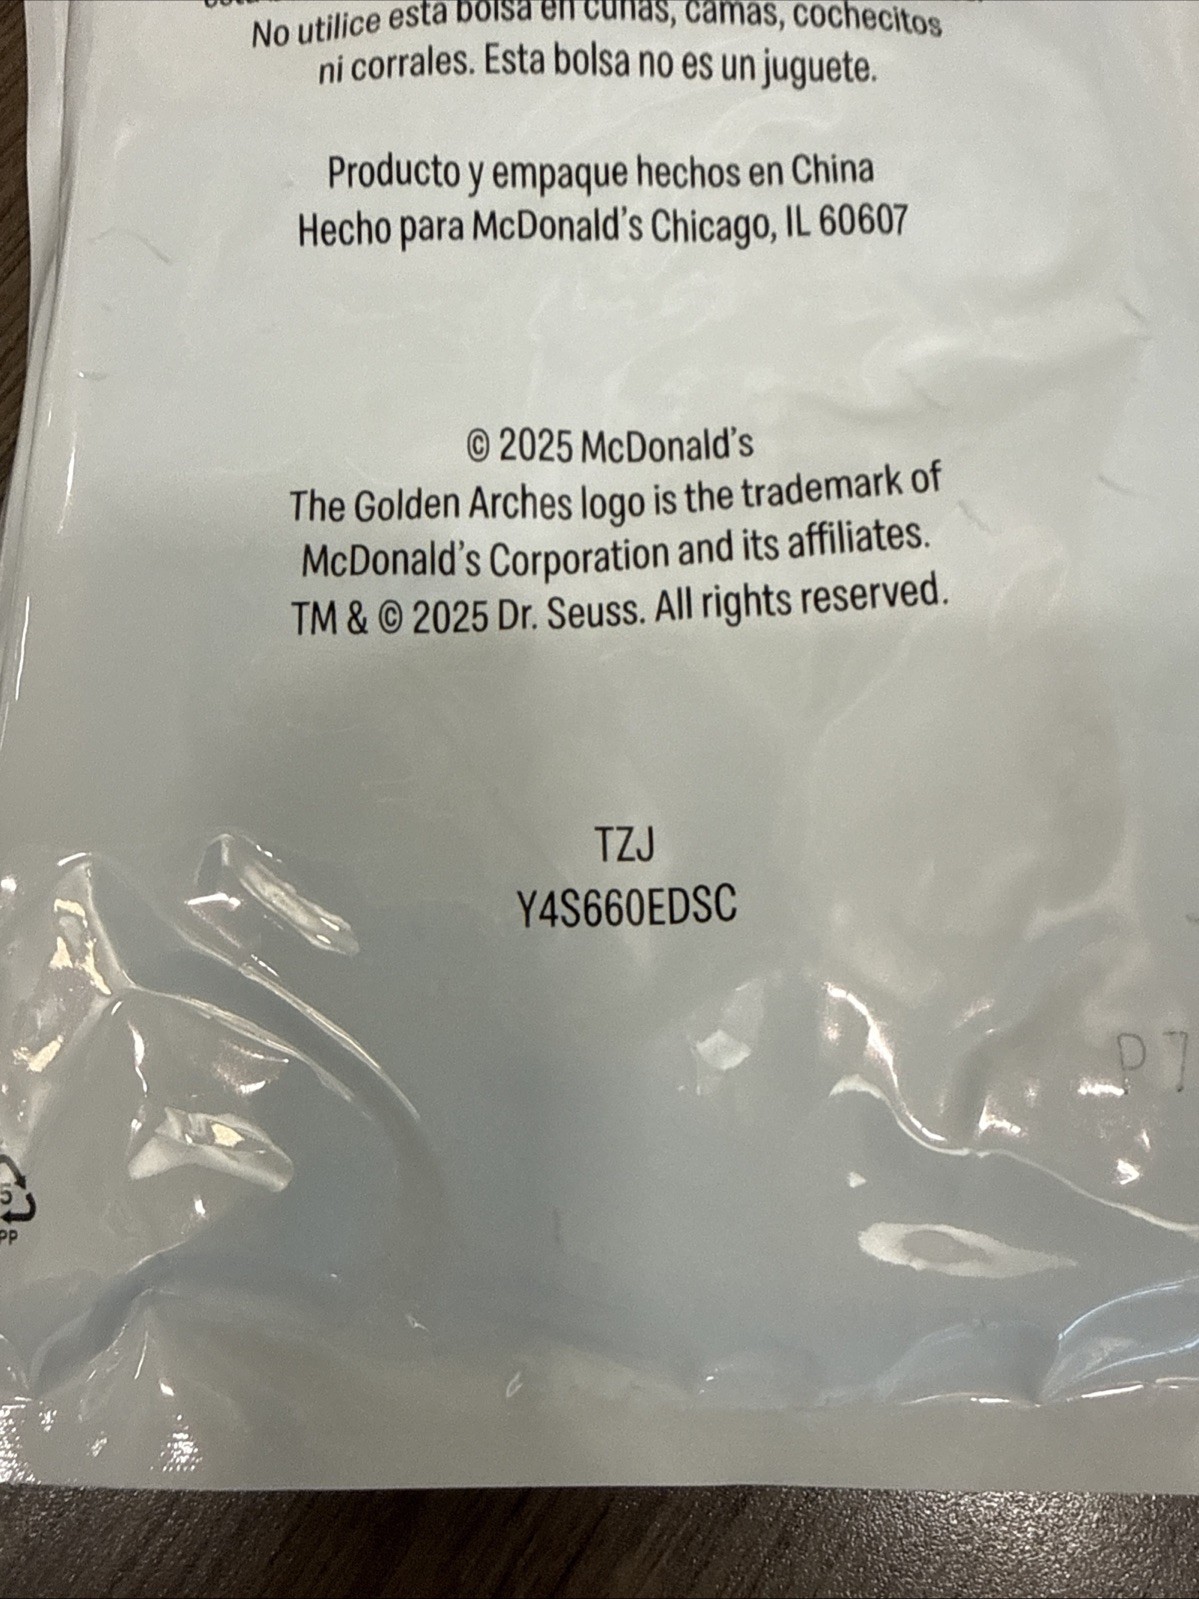 No utilice esta bolsa en cunas, camas, cochecitos
ni corrales. Esta bolsa no es un juguete.
Producto y empaque hechos en China
Hecho para McDonald's Chicago, IL 60607
© 2025 McDonald's
The Golden Arches logo is the trademark of
McDonald's Corporation and its affiliates.
TM & © 2025 Dr. Seuss. All rights reserved.
TZJ
Y4S660EDSC
P 7
5
PP